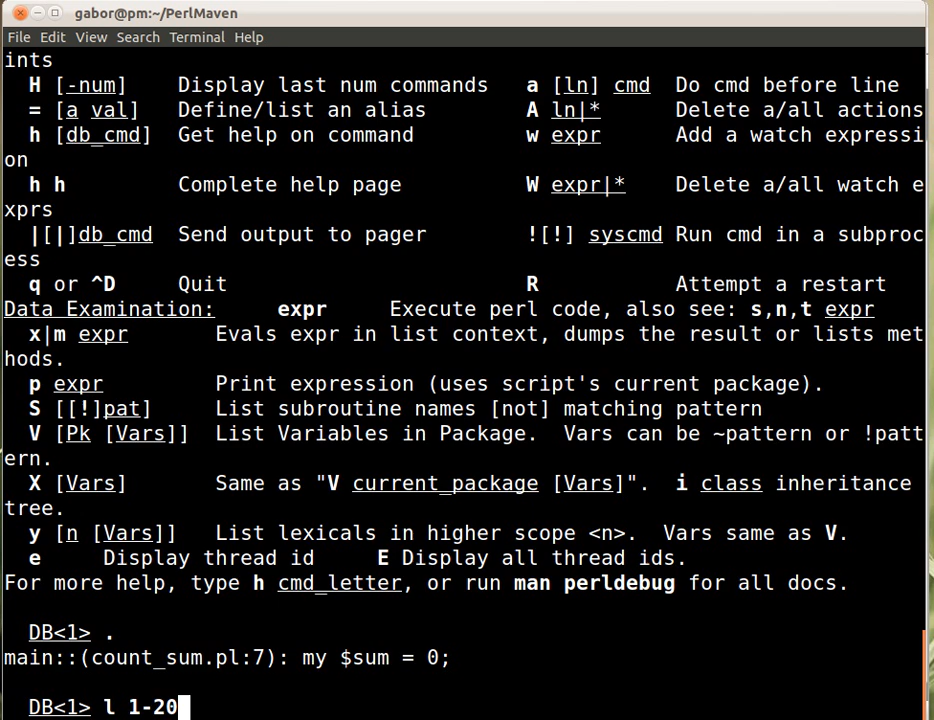 gabor@pm:~/PerlMaven
File Edit View Search Terminal Help
ints
  H [-num]    Display last num commands   a [ln] cmd  Do cmd before line
  = [a val]   Define/list an alias        A ln|*      Delete a/all actions
  h [db_cmd]  Get help on command         w expr      Add a watch expressi
on
  h h         Complete help page          W expr|*    Delete a/all watch e
xprs
  |[|]db_cmd  Send output to pager        ![!] syscmd Run cmd in a subproc
ess
  q or ^D     Quit                        R           Attempt a restart
Data Examination:     expr     Execute perl code, also see: s,n,t expr
  x|m expr       Evals expr in list context, dumps the result or lists met
hods.
  p expr         Print expression (uses script's current package).
  S [[!]pat]     List subroutine names [not] matching pattern
  V [Pk [Vars]]  List Variables in Package.  Vars can be ~pattern or !patt
ern.
  X [Vars]       Same as "V current_package [Vars]".  i class inheritance
tree.
  y [n [Vars]]   List lexicals in higher scope <n>.  Vars same as V.
  e     Display thread id     E Display all thread ids.
For more help, type h cmd_letter, or run man perldebug for all docs.
  DB<1> .
main::(count_sum.pl:7): my $sum = 0;
  DB<1> l 1-20